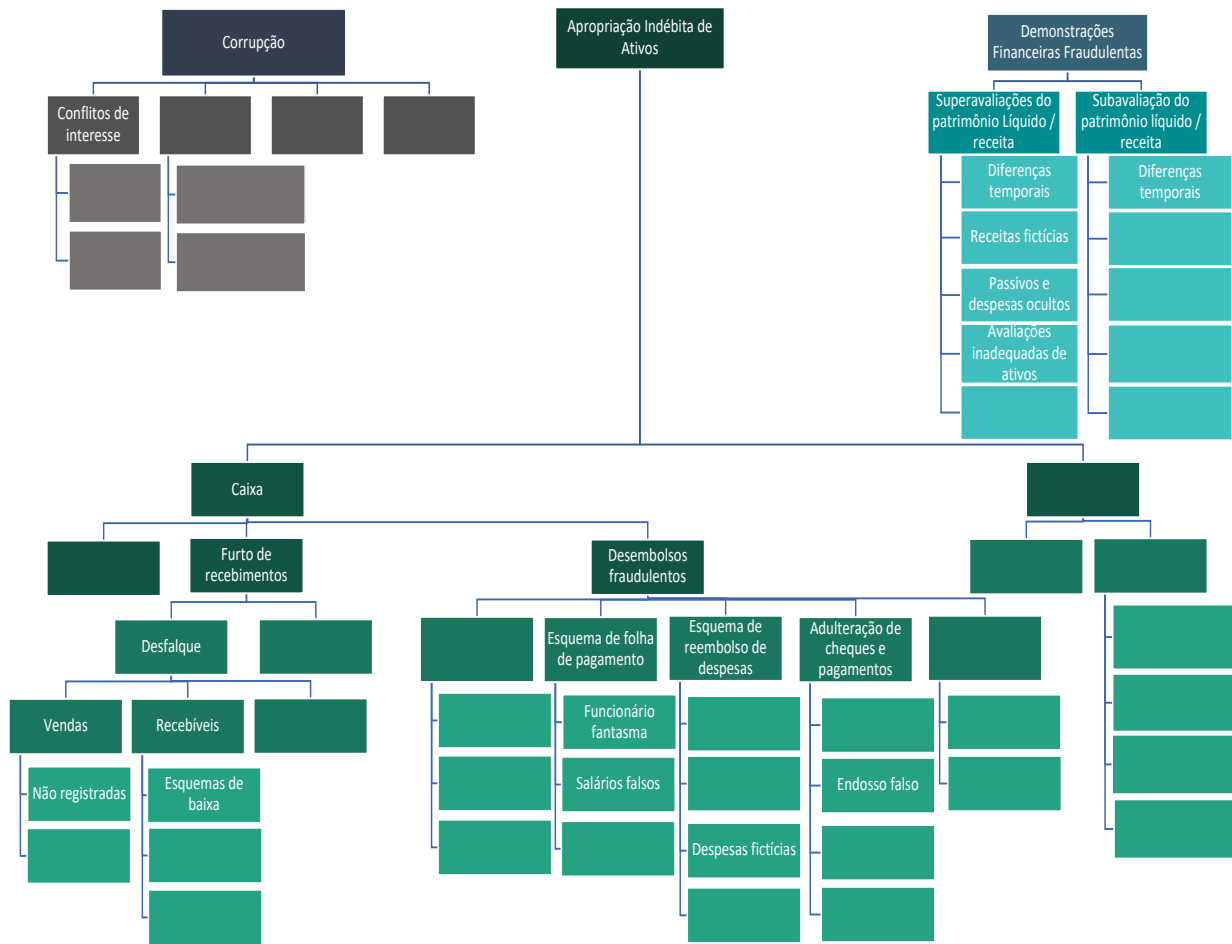 Corrupção
Apropriação Indébita de
Ativos
Demonstrações
Financeiras Fraudulentas
Conflitos de
interesse
Superavaliações do
patrimônio Líquido /
receita
Subavaliação do
patrimônio líquido /
receita
Diferenças
temporais
Diferenças
temporais
Receitas fictícias
Passivos e
despesas ocultos
Avaliações
inadequadas de
ativos
Caixa
Furto de
recebimentos
Desembolsos
fraudulentos
Desfalque
Esquema de folha
de pagamento
Esquema de
reembolso de
despesas
Adulteração de
cheques e
pagamentos
Vendas
Recebíveis
Funcionário
fantasma
Não registradas
Esquemas de
baixa
Salários falsos
Endosso falso
Despesas fictícias